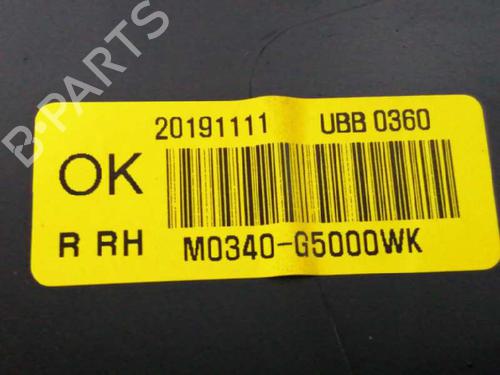 B-PARTS
20191111 UBB 0360
OK
R RH M0340-G5000WK